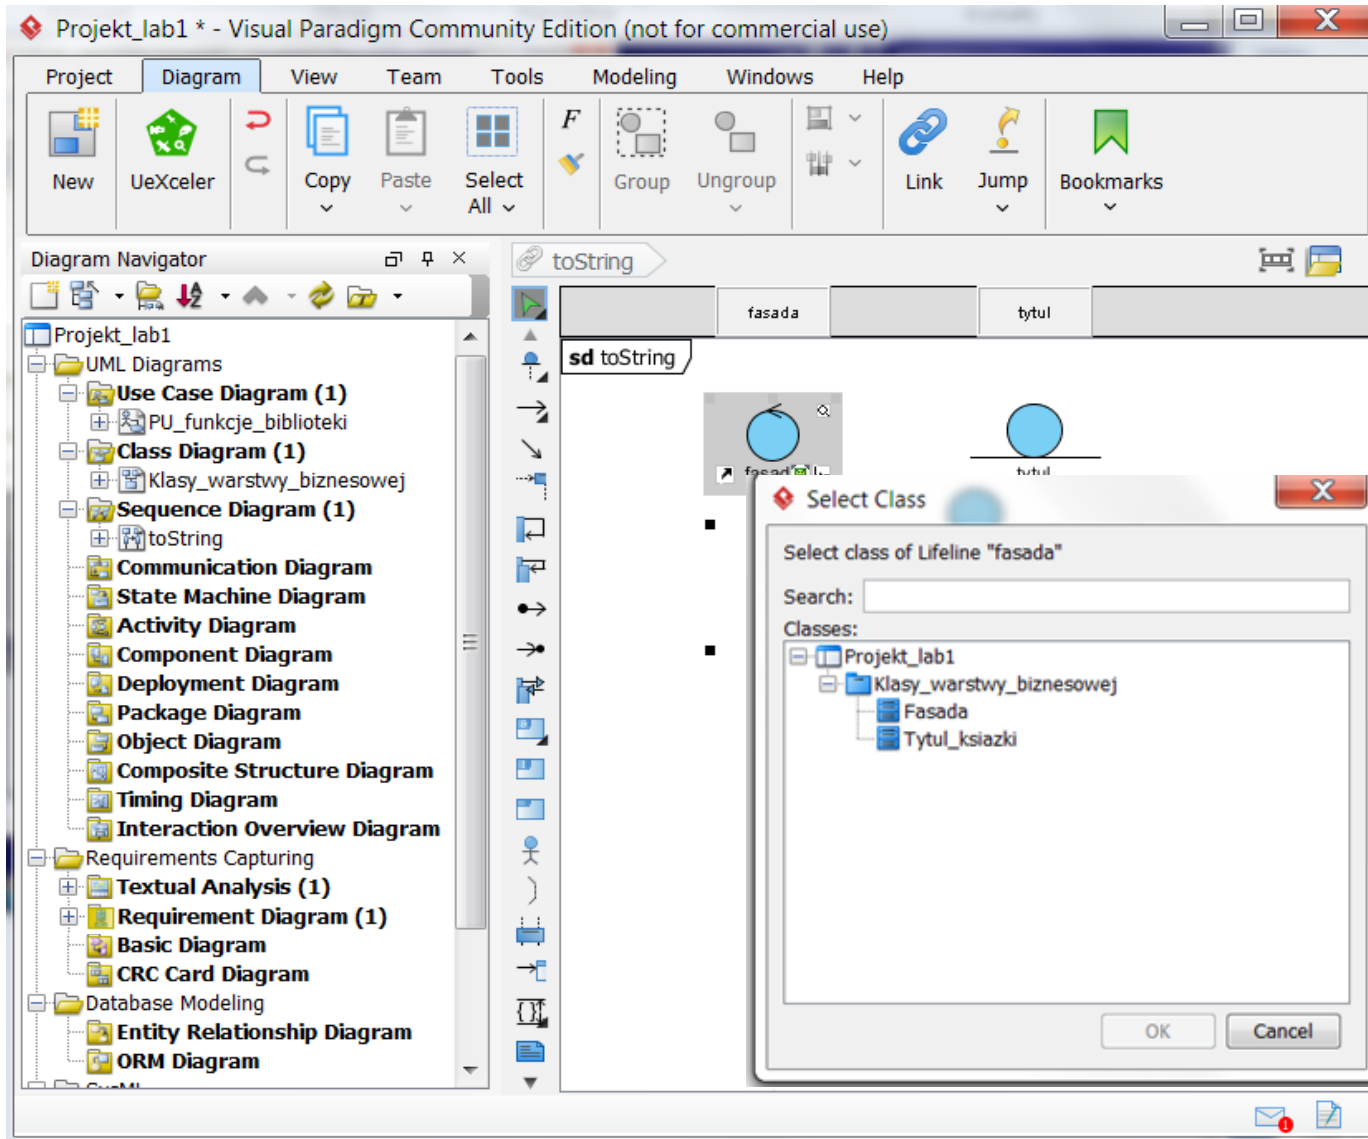 Projekt_lab1 * - Visual Paradigm Community Edition (not for commercial use)
Project Diagram View Team Tools Modeling Windows Help
New UeXceler Copy Paste Select All F Group Ungroup Link Jump Bookmarks
Diagram Navigator
toString
Projekt_lab1
UML Diagrams
Use Case Diagram (1)
PU_funkcje_biblioteki
Class Diagram (1)
Klasy_warstwy_biznesowej
Sequence Diagram (1)
toString
Communication Diagram
State Machine Diagram
Activity Diagram
Component Diagram
Deployment Diagram
Package Diagram
Object Diagram
Composite Structure Diagram
Timing Diagram
Interaction Overview Diagram
Requirements Capturing
Textual Analysis (1)
Requirement Diagram (1)
Basic Diagram
CRC Card Diagram
Database Modeling
Entity Relationship Diagram
ORM Diagram
SysML
fasada tytul
sd toString
fasad tytul
Select Class
Select class of Lifeline "fasada"
Search:
Classes:
Projekt_lab1
Klasy_warstwy_biznesowej
Fasada
Tytul_ksiazki
OK Cancel
1